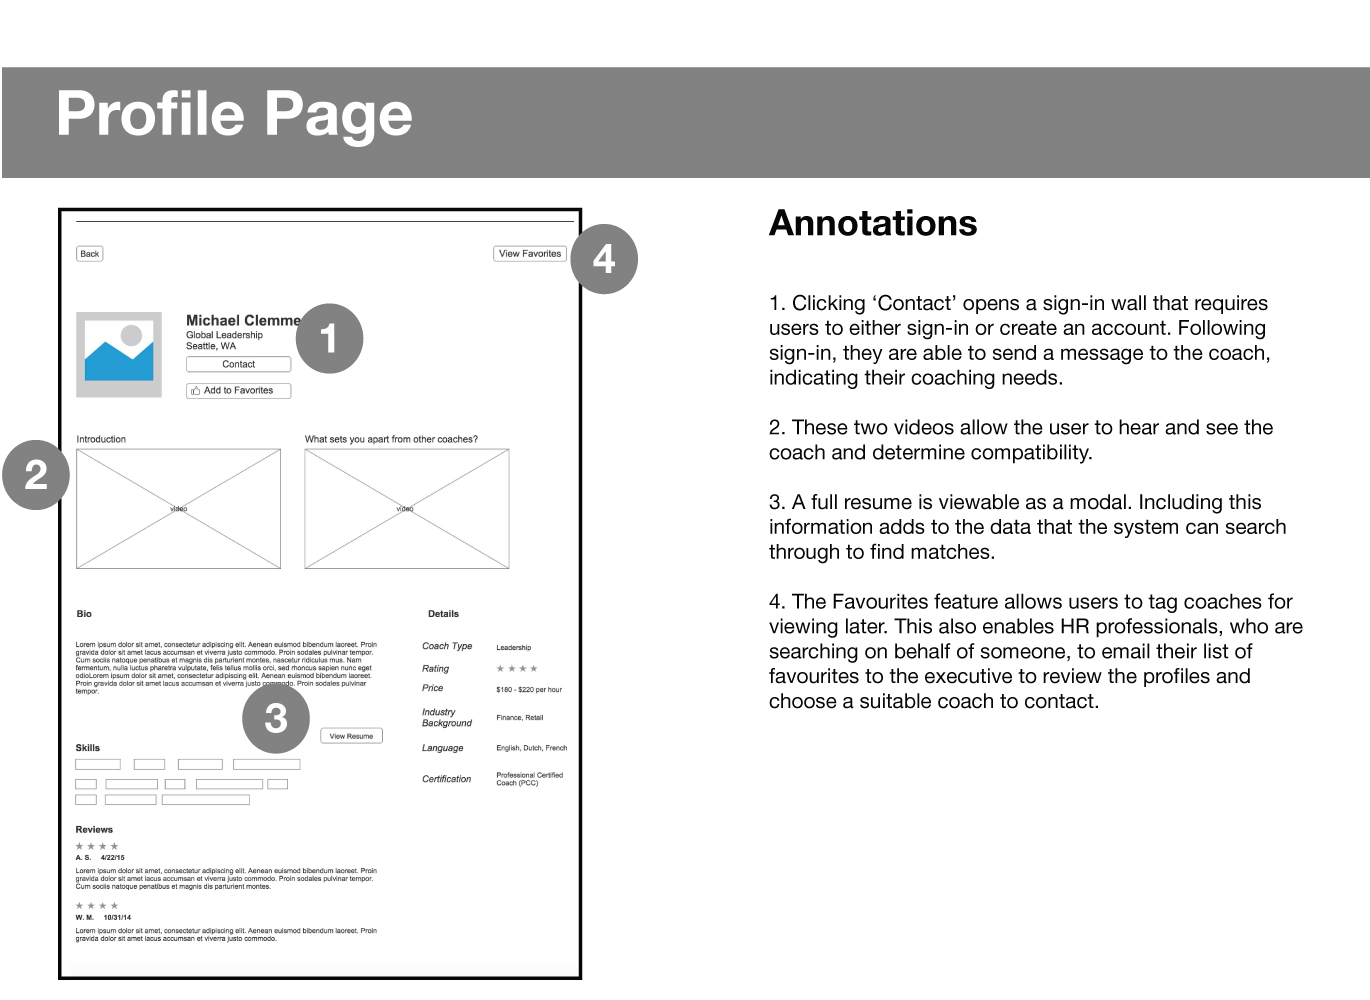 Profile Page
Back
View Favorites
4
Michael Clemme
Global Leadership
Seattle, WA
1
Contact
Add to Favorites
Introduction
What sets you apart from other coaches?
2
video
video
Bio
Lorem ipsum dolor sit amet, consectetur adipiscing elit. Aenean euismod bibendum laoreet. Proin
gravida dolor sit amet lacus accumsan et viverra justo commodo. Proin sodales pulvinar tempor.
Cum sociis natoque penatibus et magnis dis parturient montes, nascetur ridiculus mus. Nam
fermentum, nulla luctus pharetra vulputate, felis tellus mollis orci, sed rhoncus sapien nunc eget
odioLorem ipsum dolor sit amet, consectetur adipiscing elit. Aenean euismod bibendum laoreet.
Proin gravida dolor sit amet lacus accumsan et viverra justo commodo. Proin sodales pulvinar
tempor.
3
View Resume
Details
Coach Type Leadership
Rating
Price $180 - $220 per hour
Industry
Background Finance, Retail
Language English, Dutch, French
Certification Professional Certified
Coach (PCC)
Skills
Reviews
A. S. 4/22/15
Lorem ipsum dolor sit amet, consectetur adipiscing elit. Aenean euismod bibendum laoreet. Proin
gravida dolor sit amet lacus accumsan et viverra justo commodo. Proin sodales pulvinar tempor.
Cum sociis natoque penatibus et magnis dis parturient montes.
W. M. 10/31/14
Lorem ipsum dolor sit amet, consectetur adipiscing elit. Aenean euismod bibendum laoreet. Proin
gravida dolor sit amet lacus accumsan et viverra justo commodo.
Annotations
1. Clicking ‘Contact’ opens a sign-in wall that requires
users to either sign-in or create an account. Following
sign-in, they are able to send a message to the coach,
indicating their coaching needs.
2. These two videos allow the user to hear and see the
coach and determine compatibility.
3. A full resume is viewable as a modal. Including this
information adds to the data that the system can search
through to find matches.
4. The Favourites feature allows users to tag coaches for
viewing later. This also enables HR professionals, who are
searching on behalf of someone, to email their list of
favourites to the executive to review the profiles and
choose a suitable coach to contact.